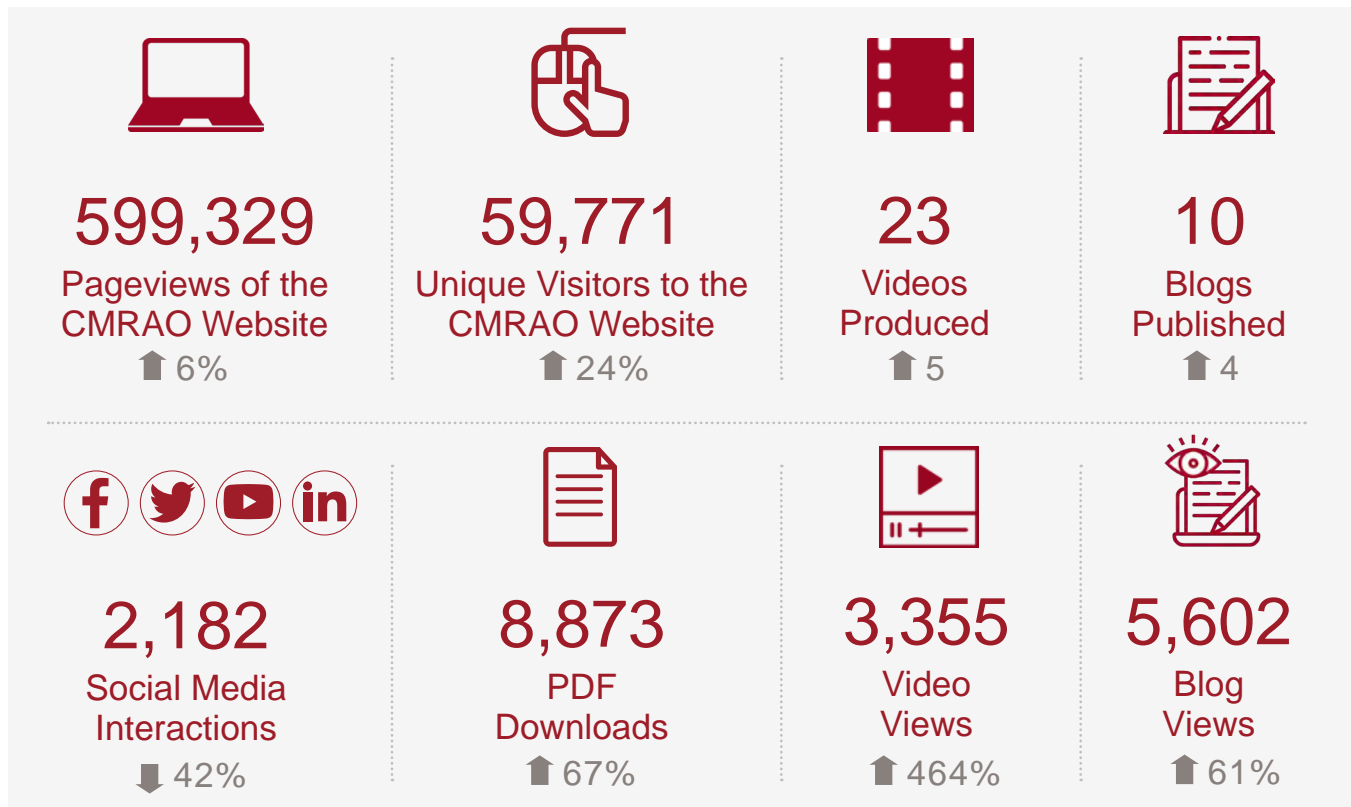 599,329
Pageviews of the
CMRAO Website
6%
59,771
Unique Visitors to the
CMRAO Website
24%
23
Videos
Produced
5
10
Blogs
Published
4
2,182
Social Media
Interactions
42%
8,873
PDF
Downloads
67%
3,355
Video
Views
464%
5,602
Blog
Views
61%